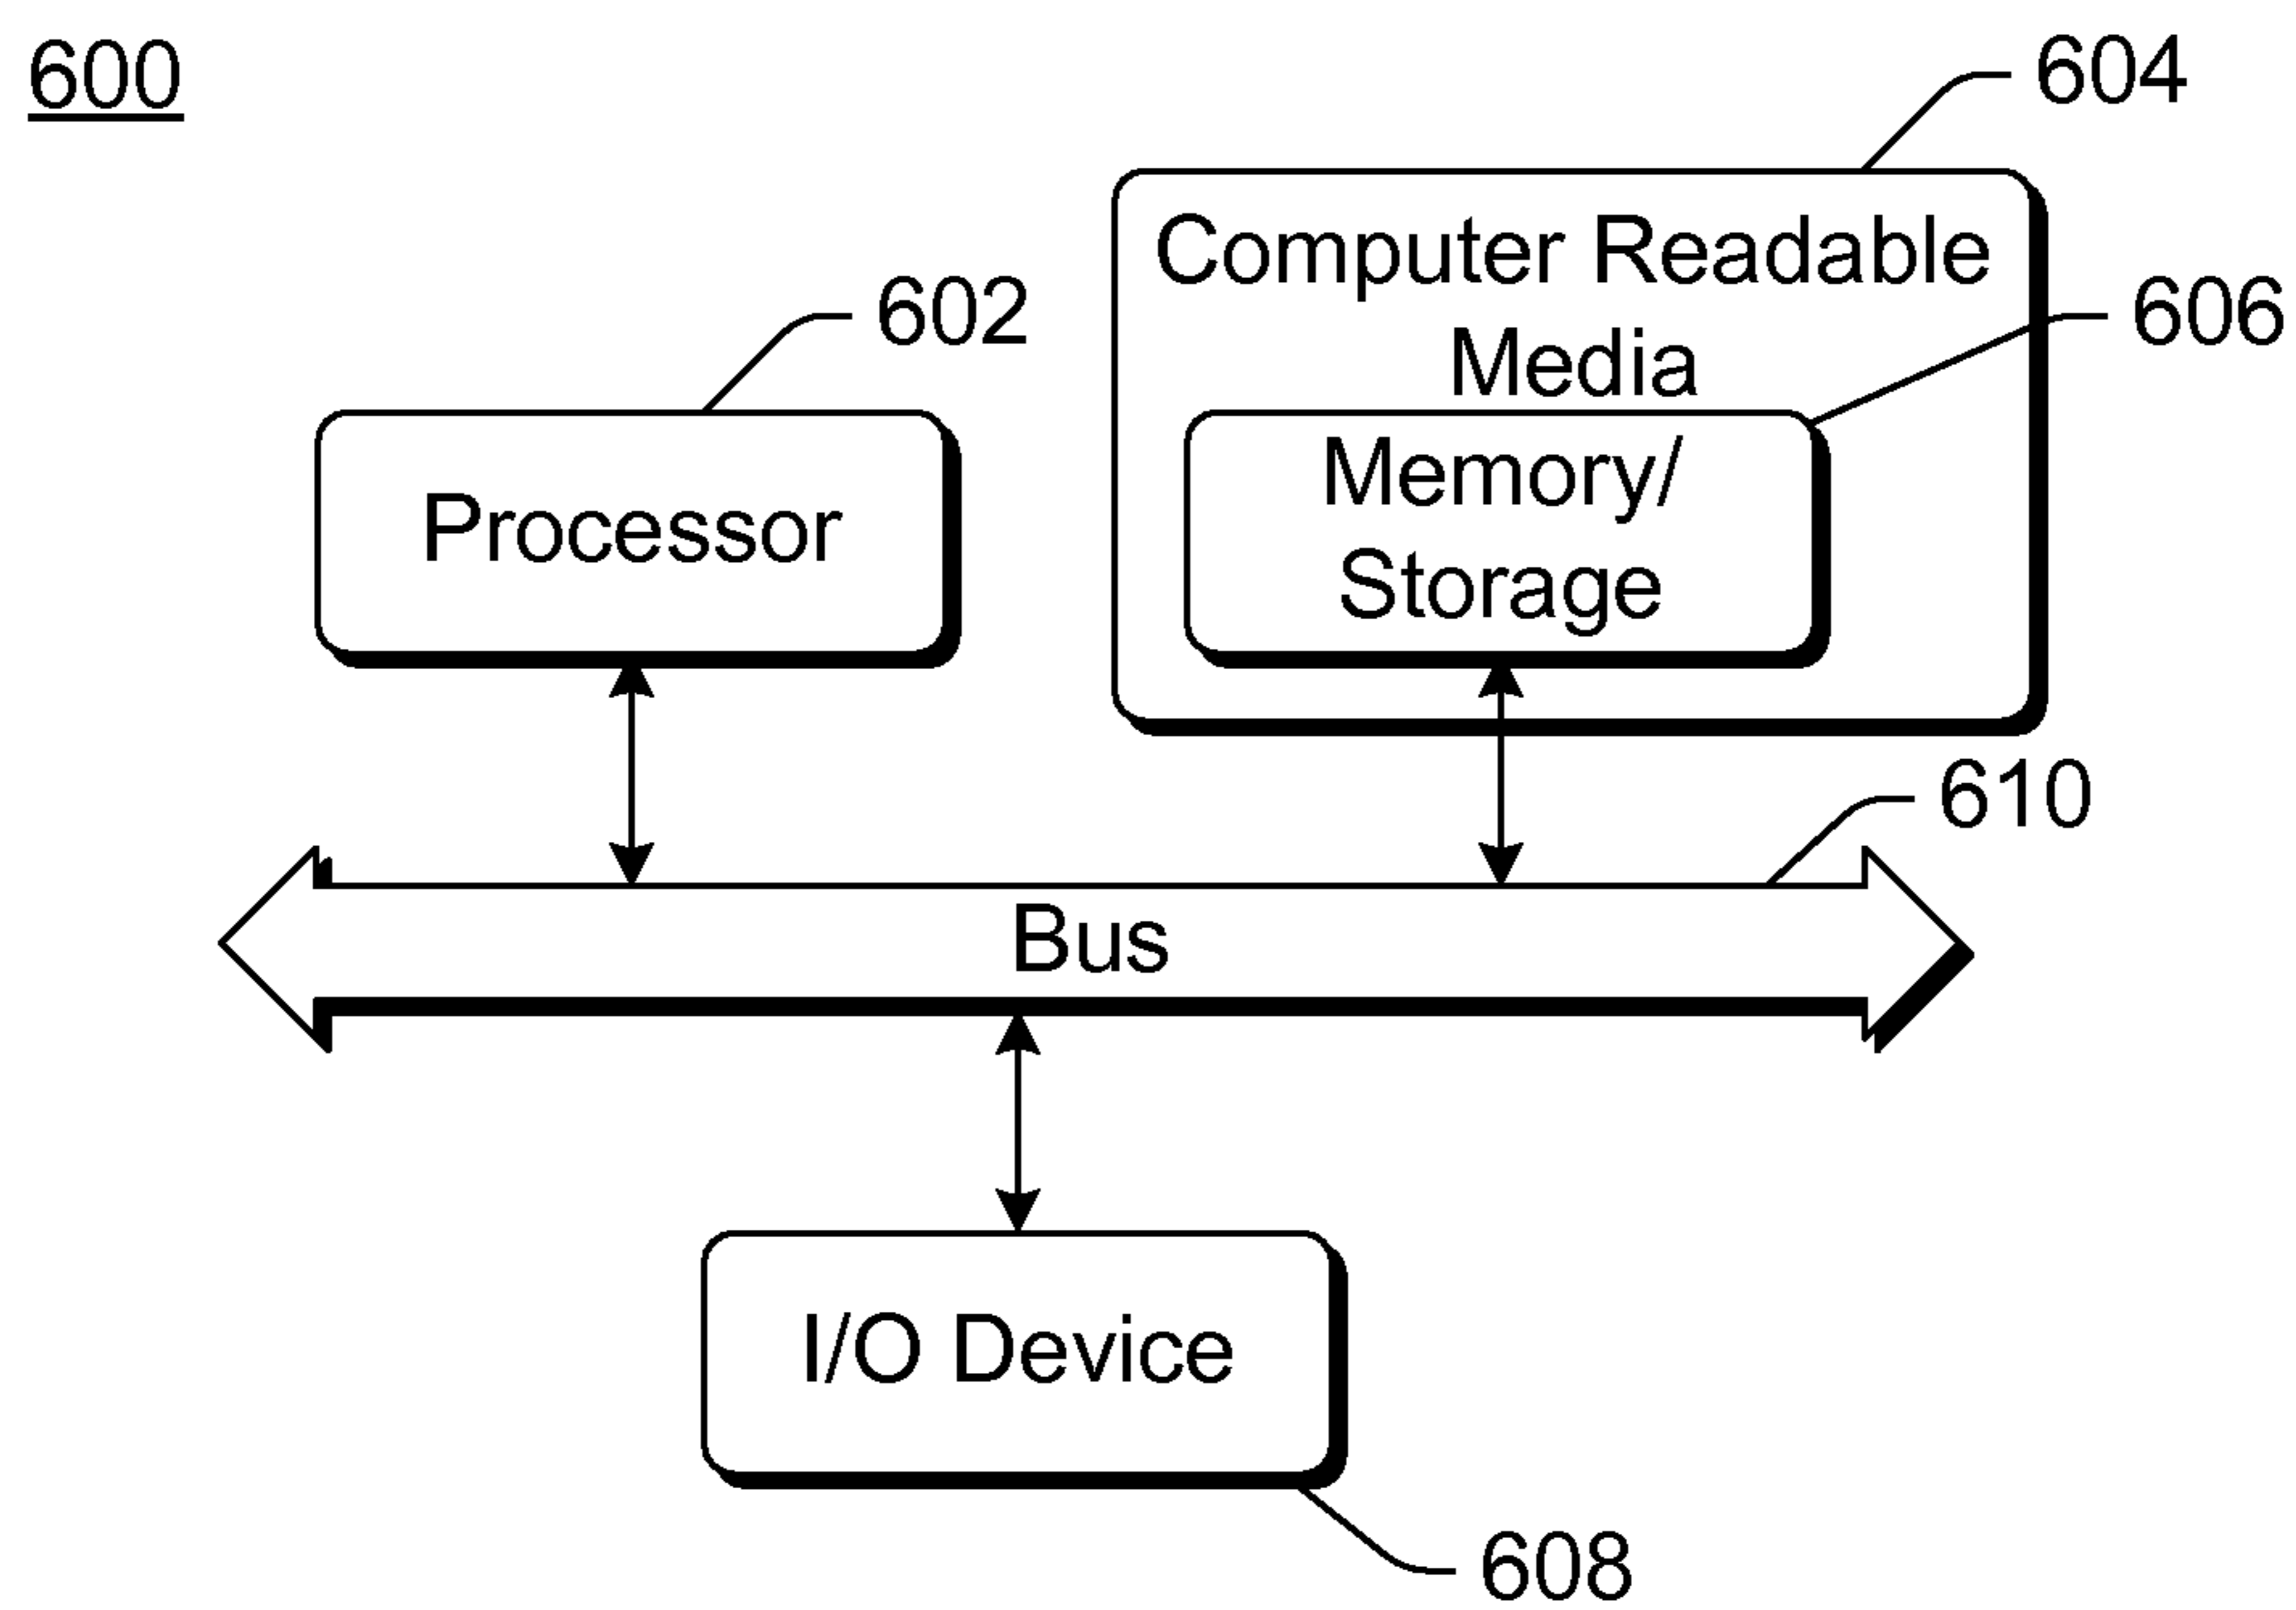 600
604
Computer Readable
Media
606
602
Processor
Memory/
Storage
610
Bus
I/O Device
608